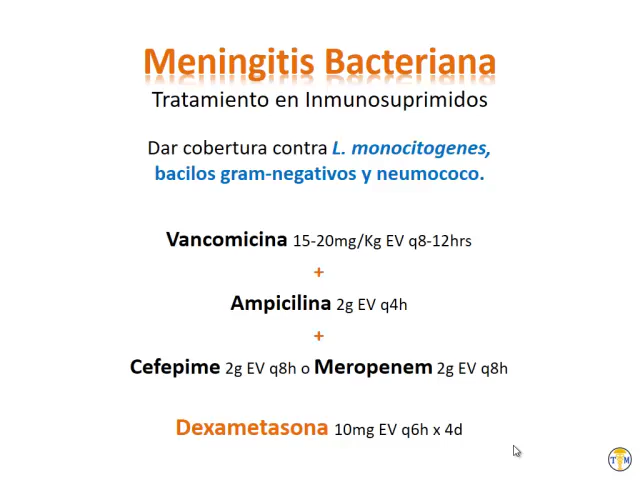 Meningitis Bacteriana
Tratamiento en Inmunosuprimidos
Dar cobertura contra L. monocitogenes,
bacilos gram-negativos y neumococo.
Vancomicina 15-20mg/Kg EV q8-12hrs
+
Ampicilina 2g EV q4h
+
Cefepime 2g EV q8h o Meropenem 2g EV q8h
Dexametasona 10mg EV q6h x 4d
T M